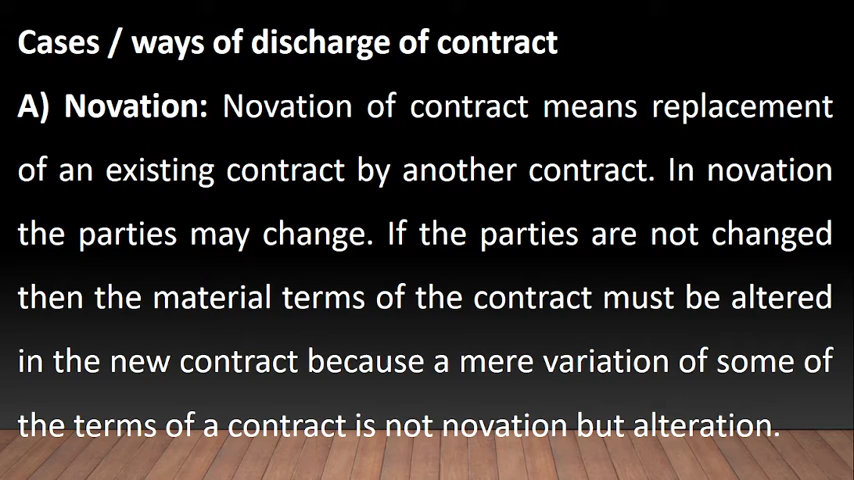 Cases / ways of discharge of contract
A) Novation: Novation of contract means replacement
of an existing contract by another contract. In novation
the parties may change. If the parties are not changed
then the material terms of the contract must be altered
in the new contract because a mere variation of some of
the terms of a contract is not novation but alteration.